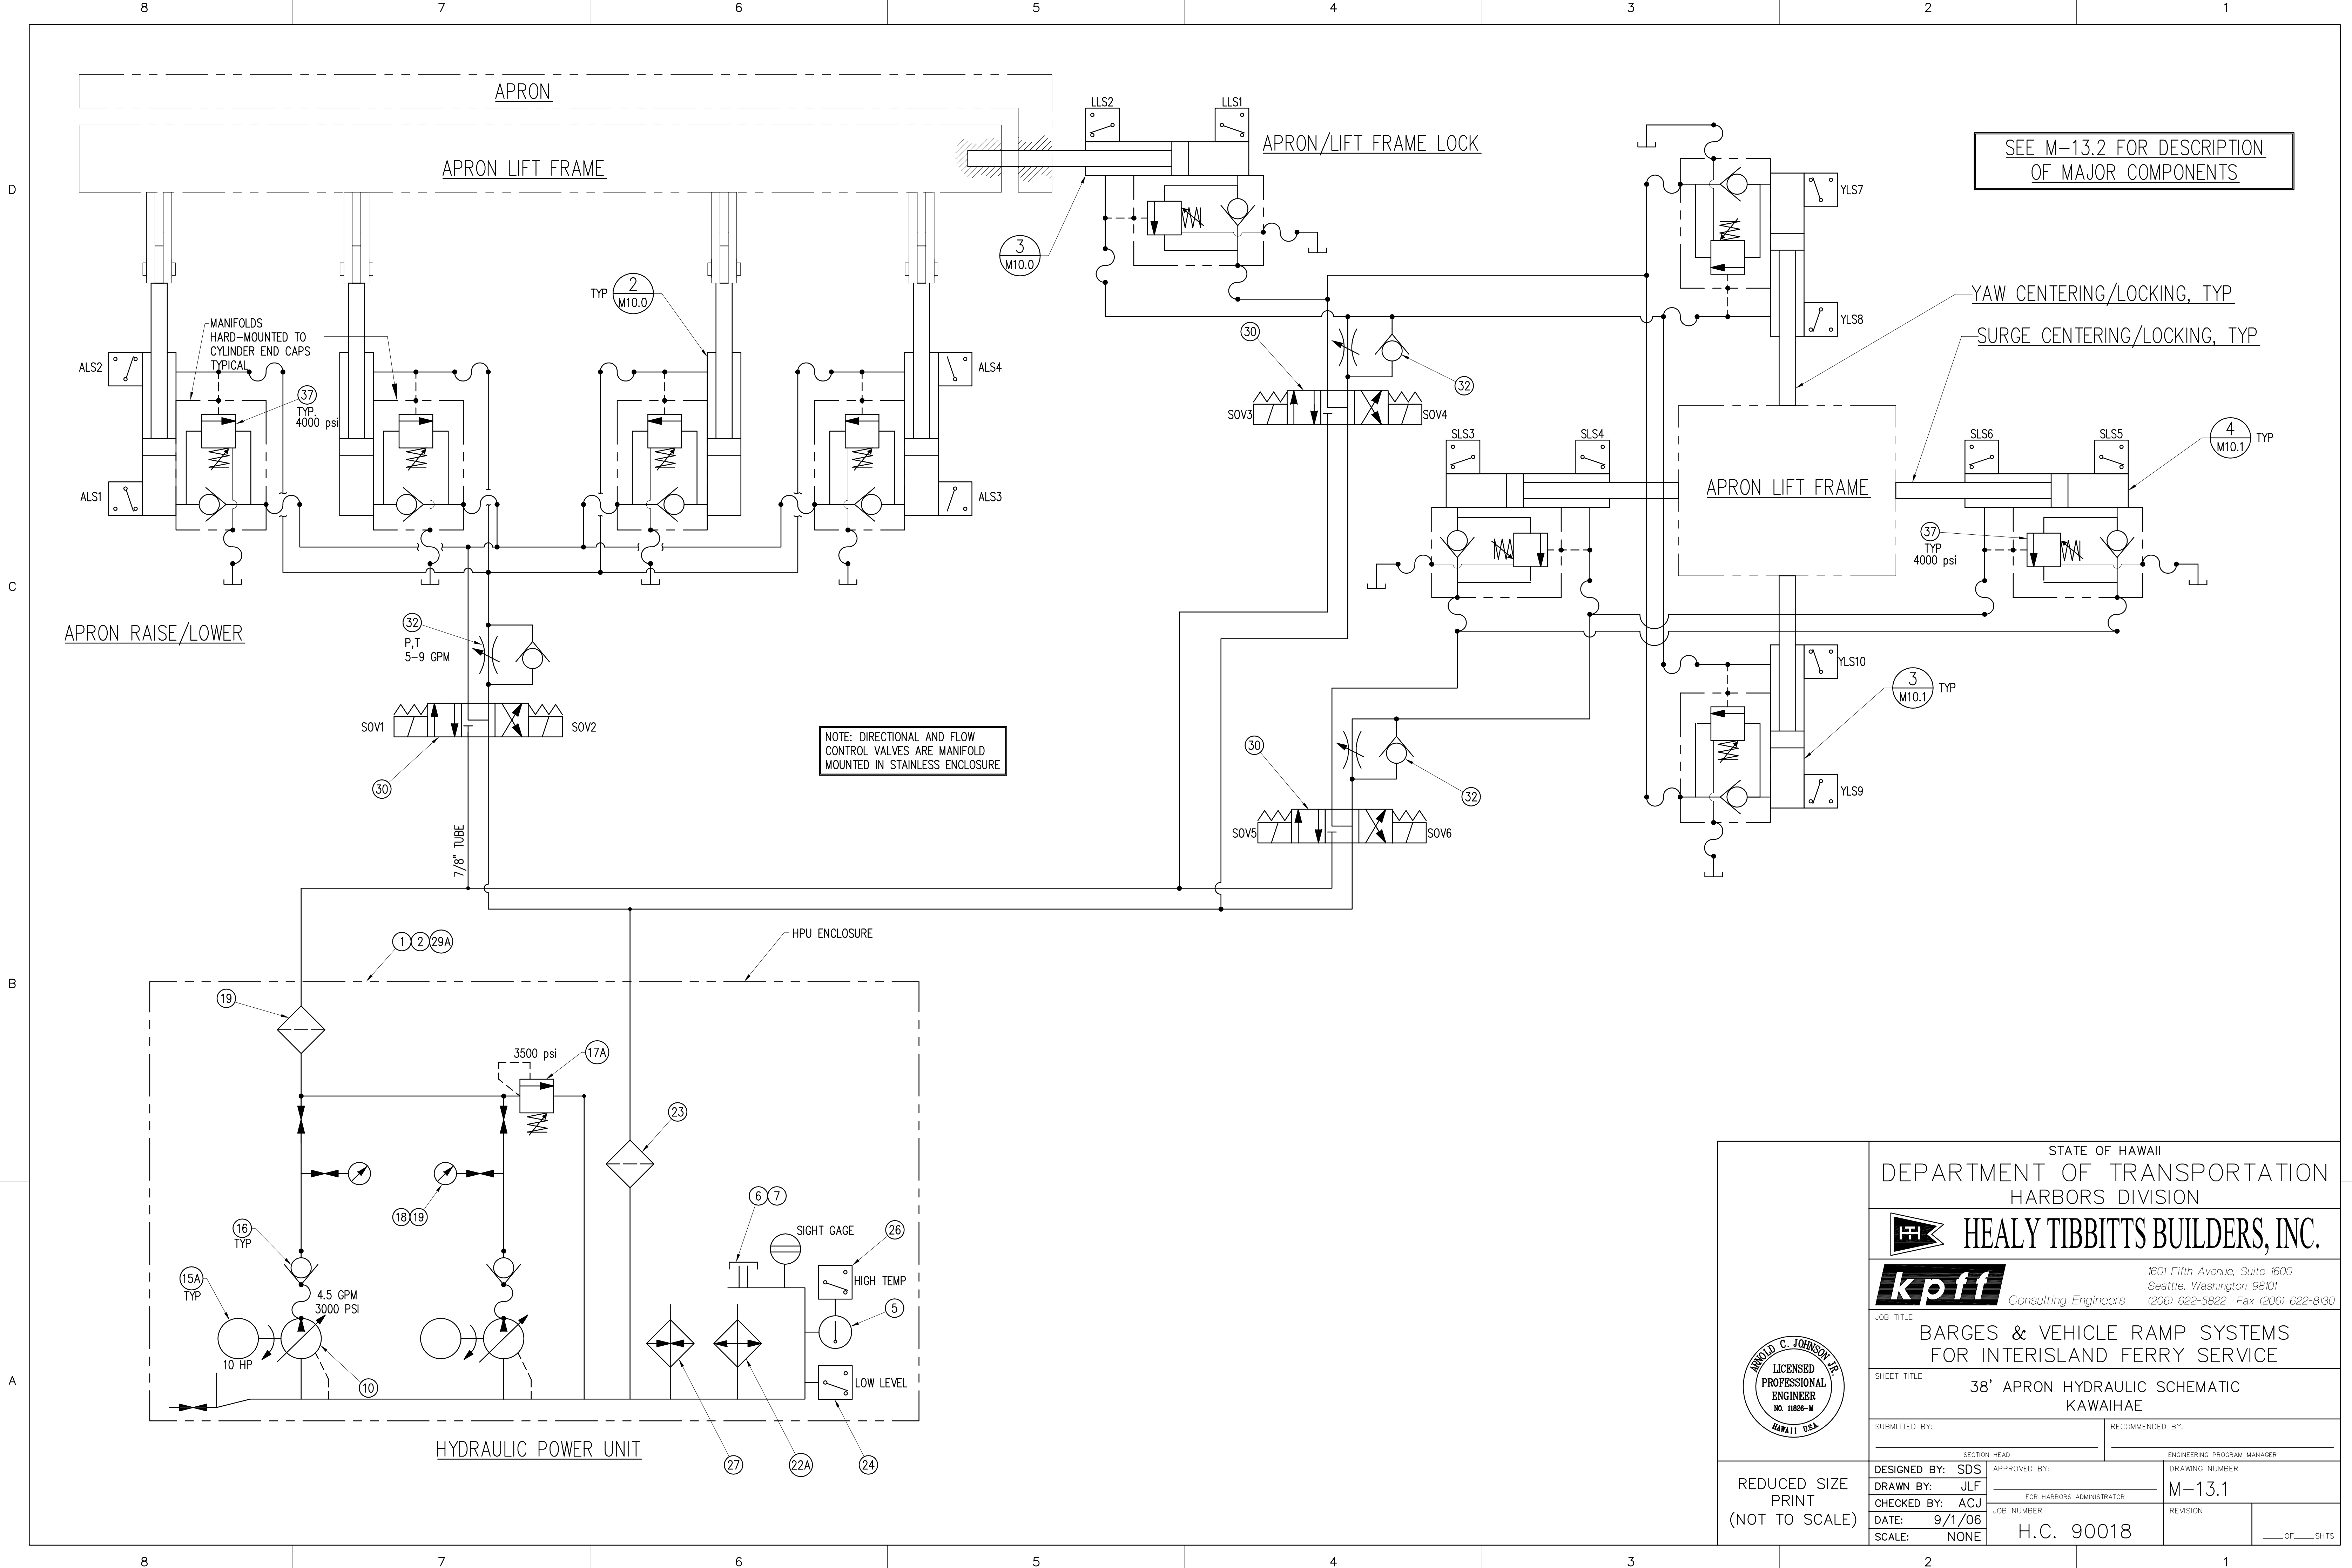 8 7 6 5 4 3 2 1
D
C
B
A
APRON
APRON LIFT FRAME
LLS2
LLS1
APRON/LIFT FRAME LOCK
3
M10.0
2
M10.0
TYP
MANIFOLDS
HARD-MOUNTED TO
CYLINDER END CAPS
TYPICAL
ALS2
ALS1
ALS4
ALS3
37
TYP.
4000 psi
APRON RAISE/LOWER
32
P,T
5-9 GPM
SOV1
SOV2
30
7/8" TUBE
NOTE: DIRECTIONAL AND FLOW
CONTROL VALVES ARE MANIFOLD
MOUNTED IN STAINLESS ENCLOSURE
SEE M-13.2 FOR DESCRIPTION
OF MAJOR COMPONENTS
YLS7
YLS8
YAW CENTERING/LOCKING, TYP
SURGE CENTERING/LOCKING, TYP
30
32
SOV3
SOV4
SLS3
SLS4
SLS6
SLS5
APRON LIFT FRAME
4
M10.1
TYP
37
TYP
4000 psi
YLS10
YLS9
3
M10.1
TYP
30
32
SOV5
SOV6
1 2 29A
HPU ENCLOSURE
19
3500 psi
17A
23
18 19
16
TYP
15A
TYP
4.5 GPM
3000 PSI
10 HP
10
6 7
SIGHT GAGE
26
HIGH TEMP
5
LOW LEVEL
27
22A
24
HYDRAULIC POWER UNIT
STATE OF HAWAII
DEPARTMENT OF TRANSPORTATION
HARBORS DIVISION
HEALY TIBBITTS BUILDERS, INC.
kpff
Consulting Engineers
1601 Fifth Avenue, Suite 1600
Seattle, Washington 98101
(206) 622-5822 Fax (206) 622-8130
JOB TITLE
BARGES & VEHICLE RAMP SYSTEMS
FOR INTERISLAND FERRY SERVICE
SHEET TITLE
38' APRON HYDRAULIC SCHEMATIC
KAWAIHAE
SUBMITTED BY:
SECTION HEAD
RECOMMENDED BY:
ENGINEERING PROGRAM MANAGER
DESIGNED BY: SDS
DRAWN BY: JLF
CHECKED BY: ACJ
DATE: 9/1/06
SCALE: NONE
APPROVED BY:
FOR HARBORS ADMINISTRATOR
JOB NUMBER
H.C. 90018
DRAWING NUMBER
M-13.1
REVISION
OF SHTS
ARNOLD C. JOHNSON JR.
LICENSED
PROFESSIONAL
ENGINEER
NO. 11826-M
HAWAII U.S.A.
REDUCED SIZE
PRINT
(NOT TO SCALE)
8 7 6 5 4 3 2 1